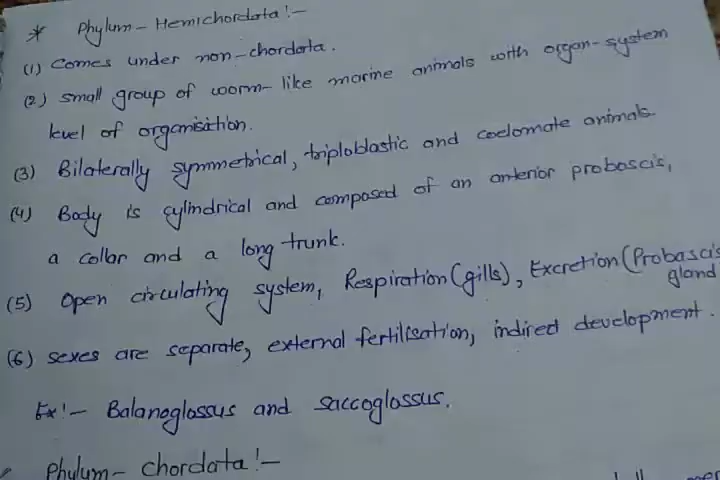 * Phylum - Hemichordata :-
(1) Comes under non-chordata.
(2) Small group of worm-like marine animals with organ-system
level of organisation.
(3) Bilaterally symmetrical, triploblastic and coelomate animals.
(4) Body is cylindrical and composed of an anterior proboscis,
a collar and a long trunk.
(5) Open circulating system, Respiration (gills), Excretion (Probascis
gland
(6) Sexes are separate, external fertilisation, indirect development.
Ex :- Balanoglossus and Saccoglossus.
Phylum - chordata :-